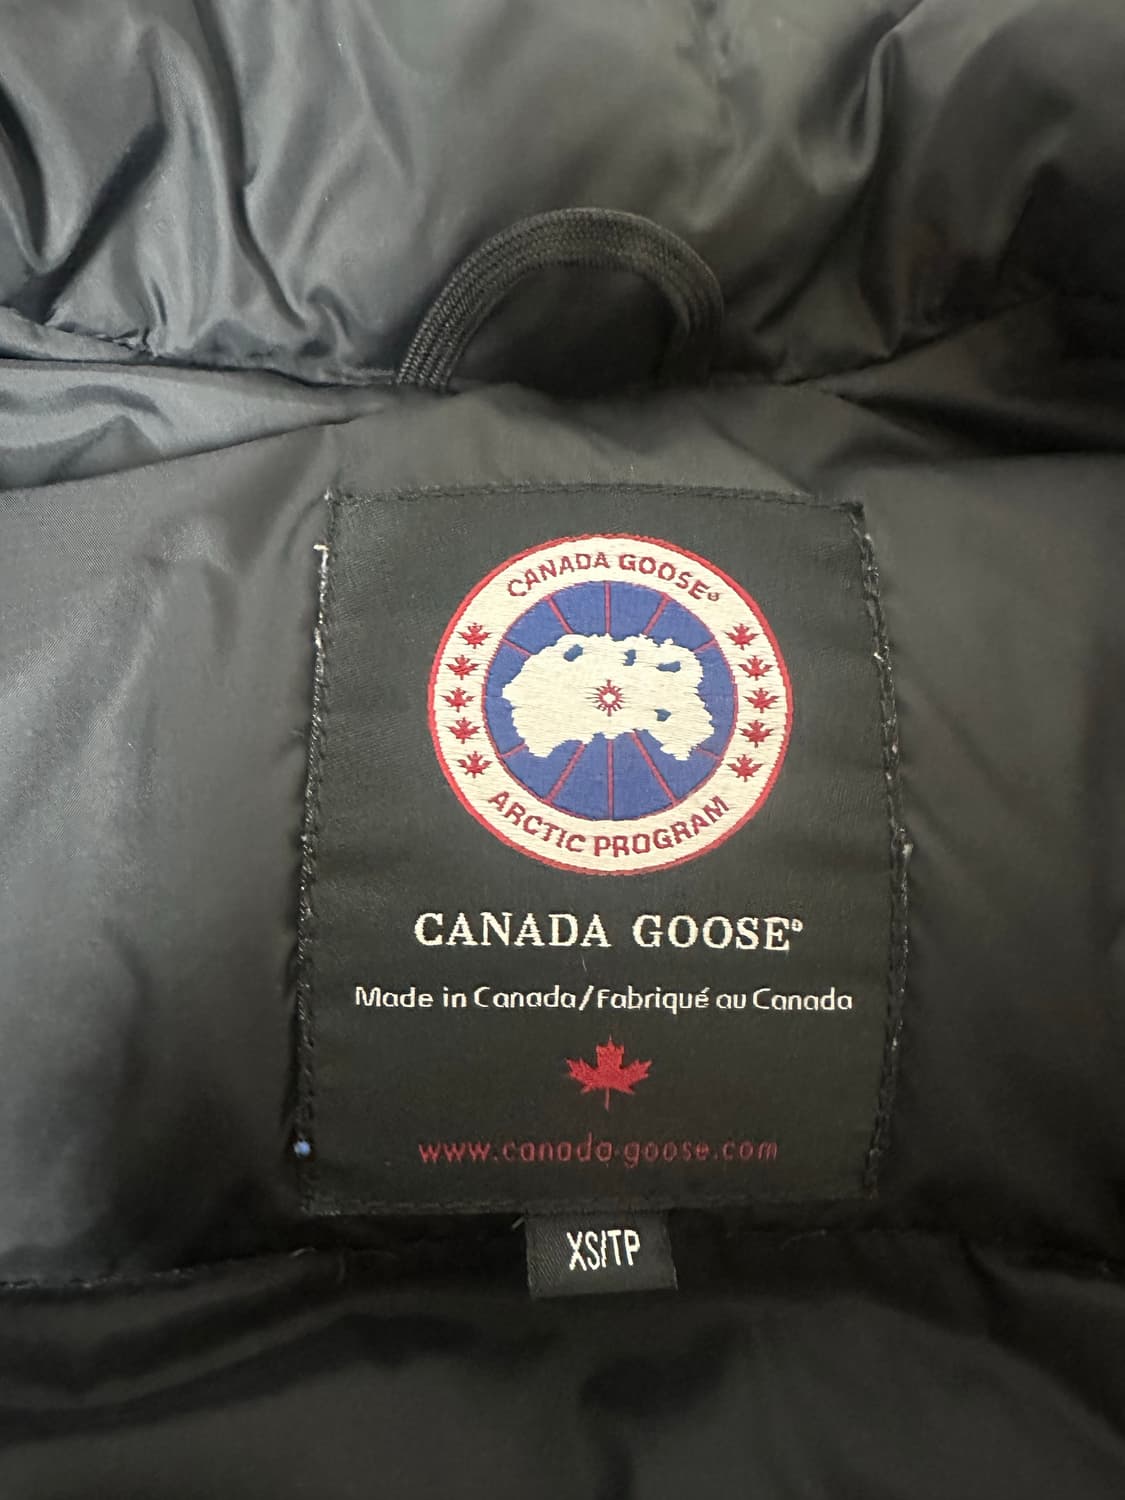 CANADA GOOSE®
ARCTIC PROGRAM
CANADA GOOSE®
Made in Canada/Fabriqué au Canada
www.canada-goose.com
XS/TP